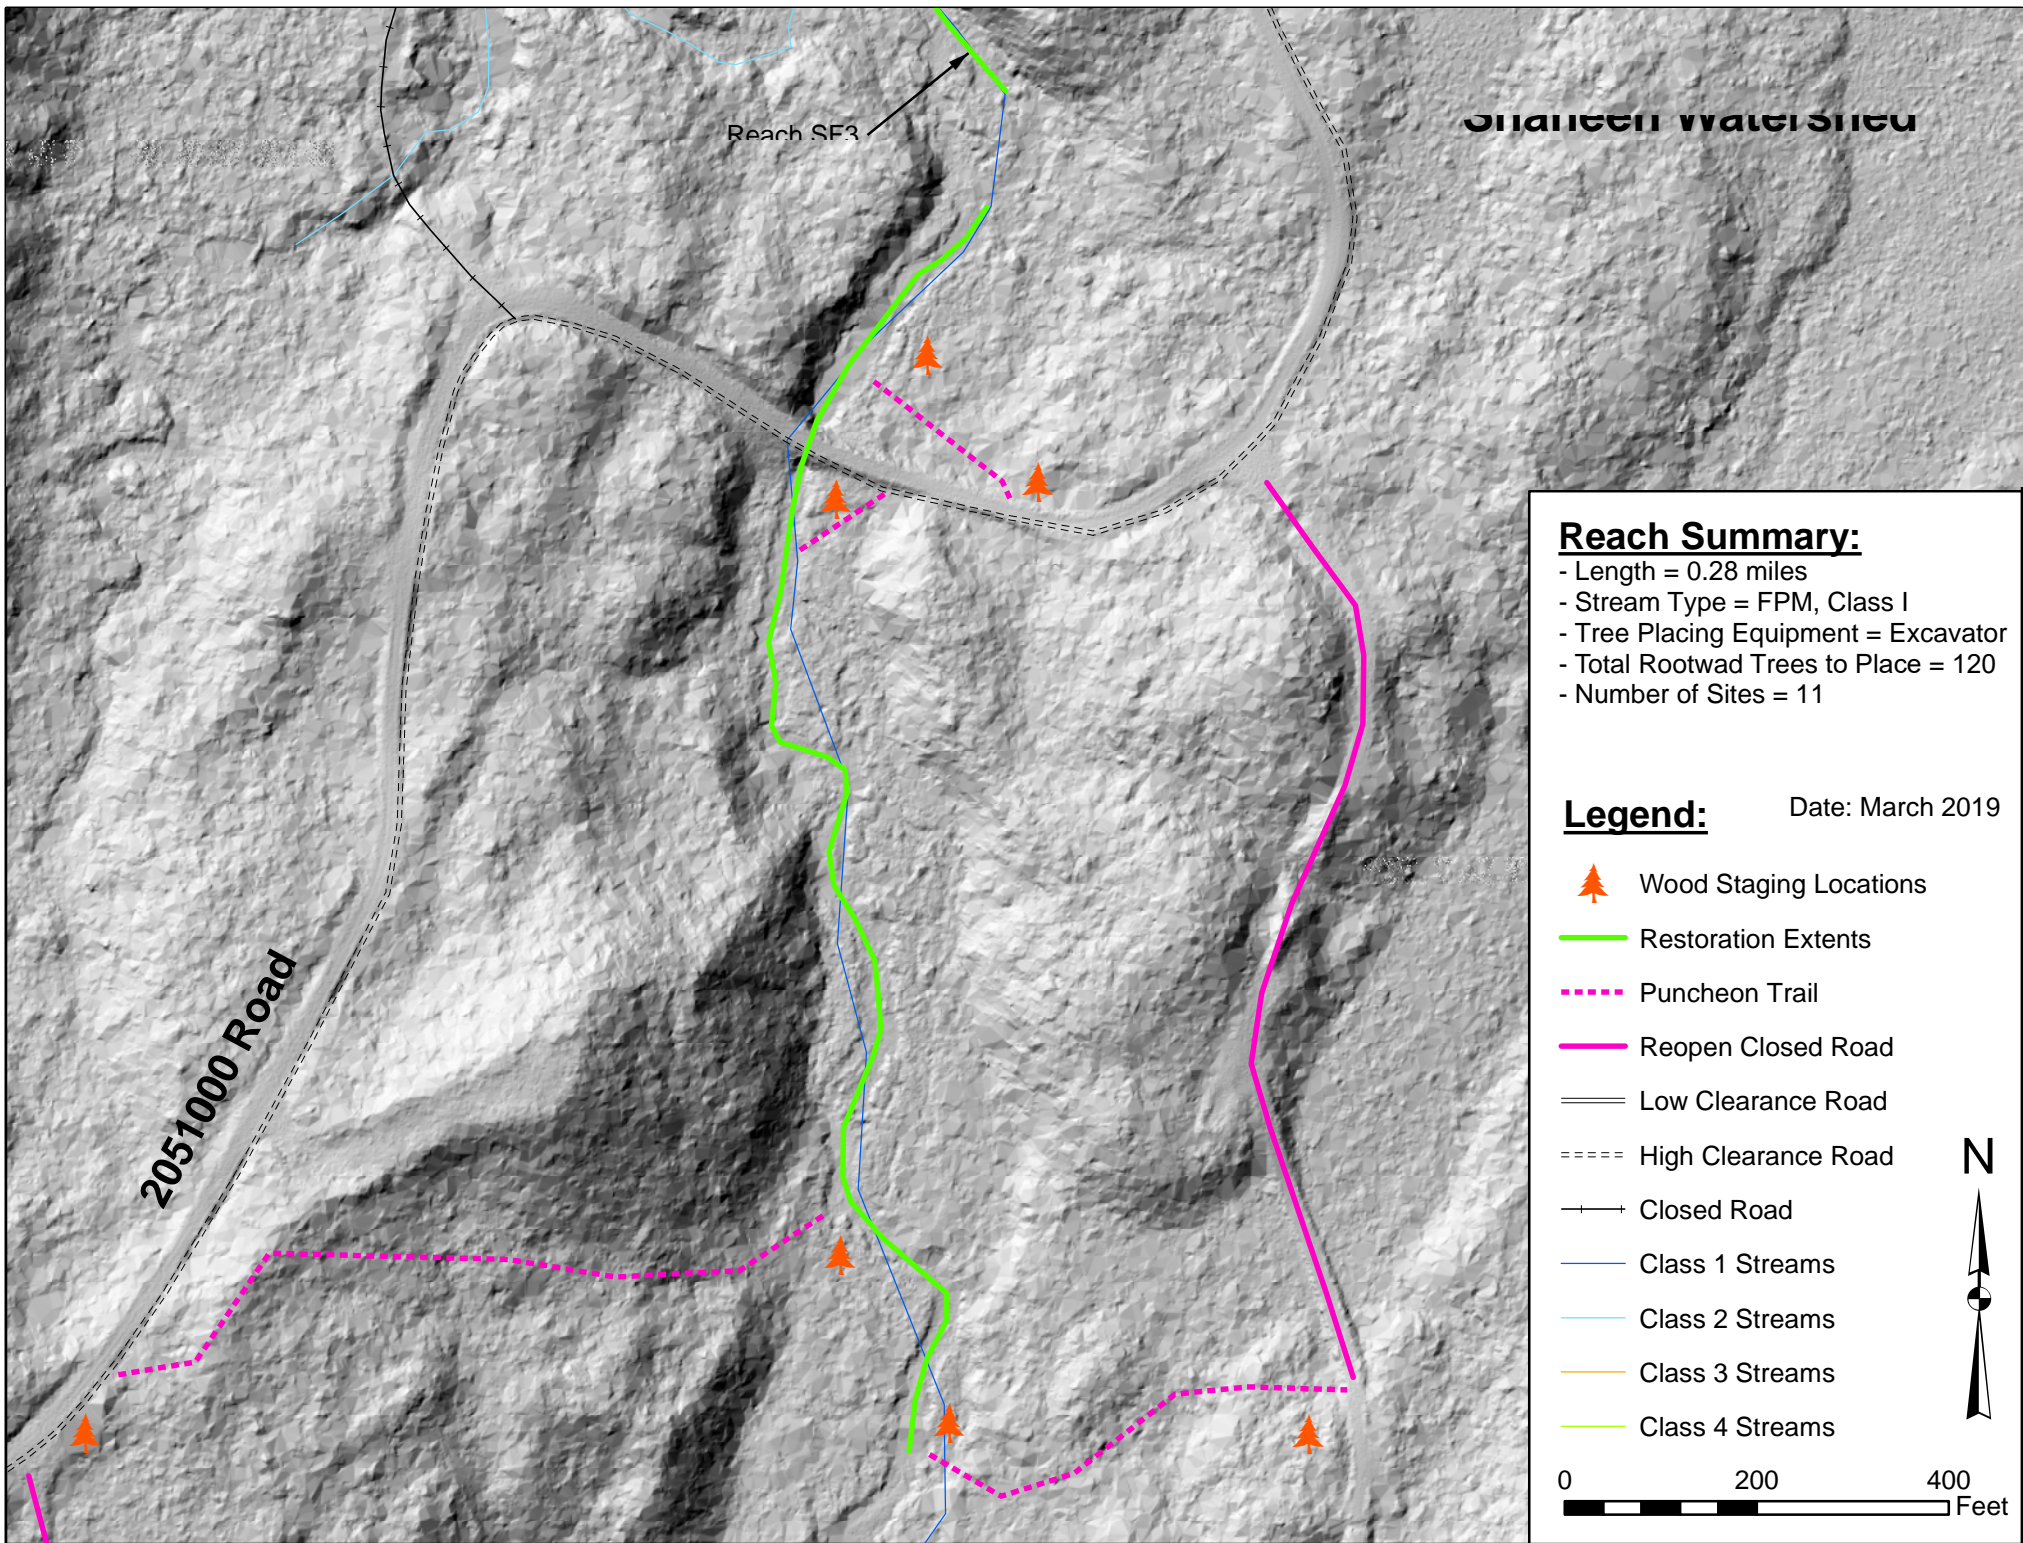 Reach SF3
Shaheen Watershed
2051000 Road
Reach Summary:
- Length = 0.28 miles
- Stream Type = FPM, Class I
- Tree Placing Equipment = Excavator
- Total Rootwad Trees to Place = 120
- Number of Sites = 11
Legend:
Date: March 2019
Wood Staging Locations
Restoration Extents
Puncheon Trail
Reopen Closed Road
Low Clearance Road
High Clearance Road
Closed Road
Class 1 Streams
Class 2 Streams
Class 3 Streams
Class 4 Streams
N
0 200 400
Feet